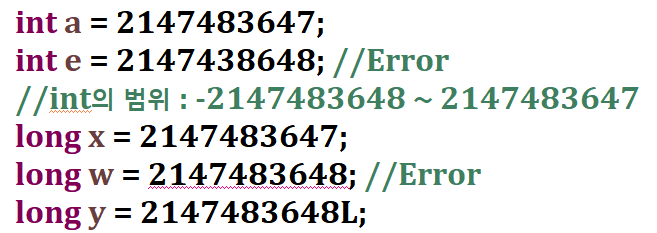 int a = 2147483647;
int e = 2147438648; //Error
//int의 범위 : -2147483648 ~ 2147483647
long x = 2147483647;
long w = 2147483648; //Error
long y = 2147483648L;